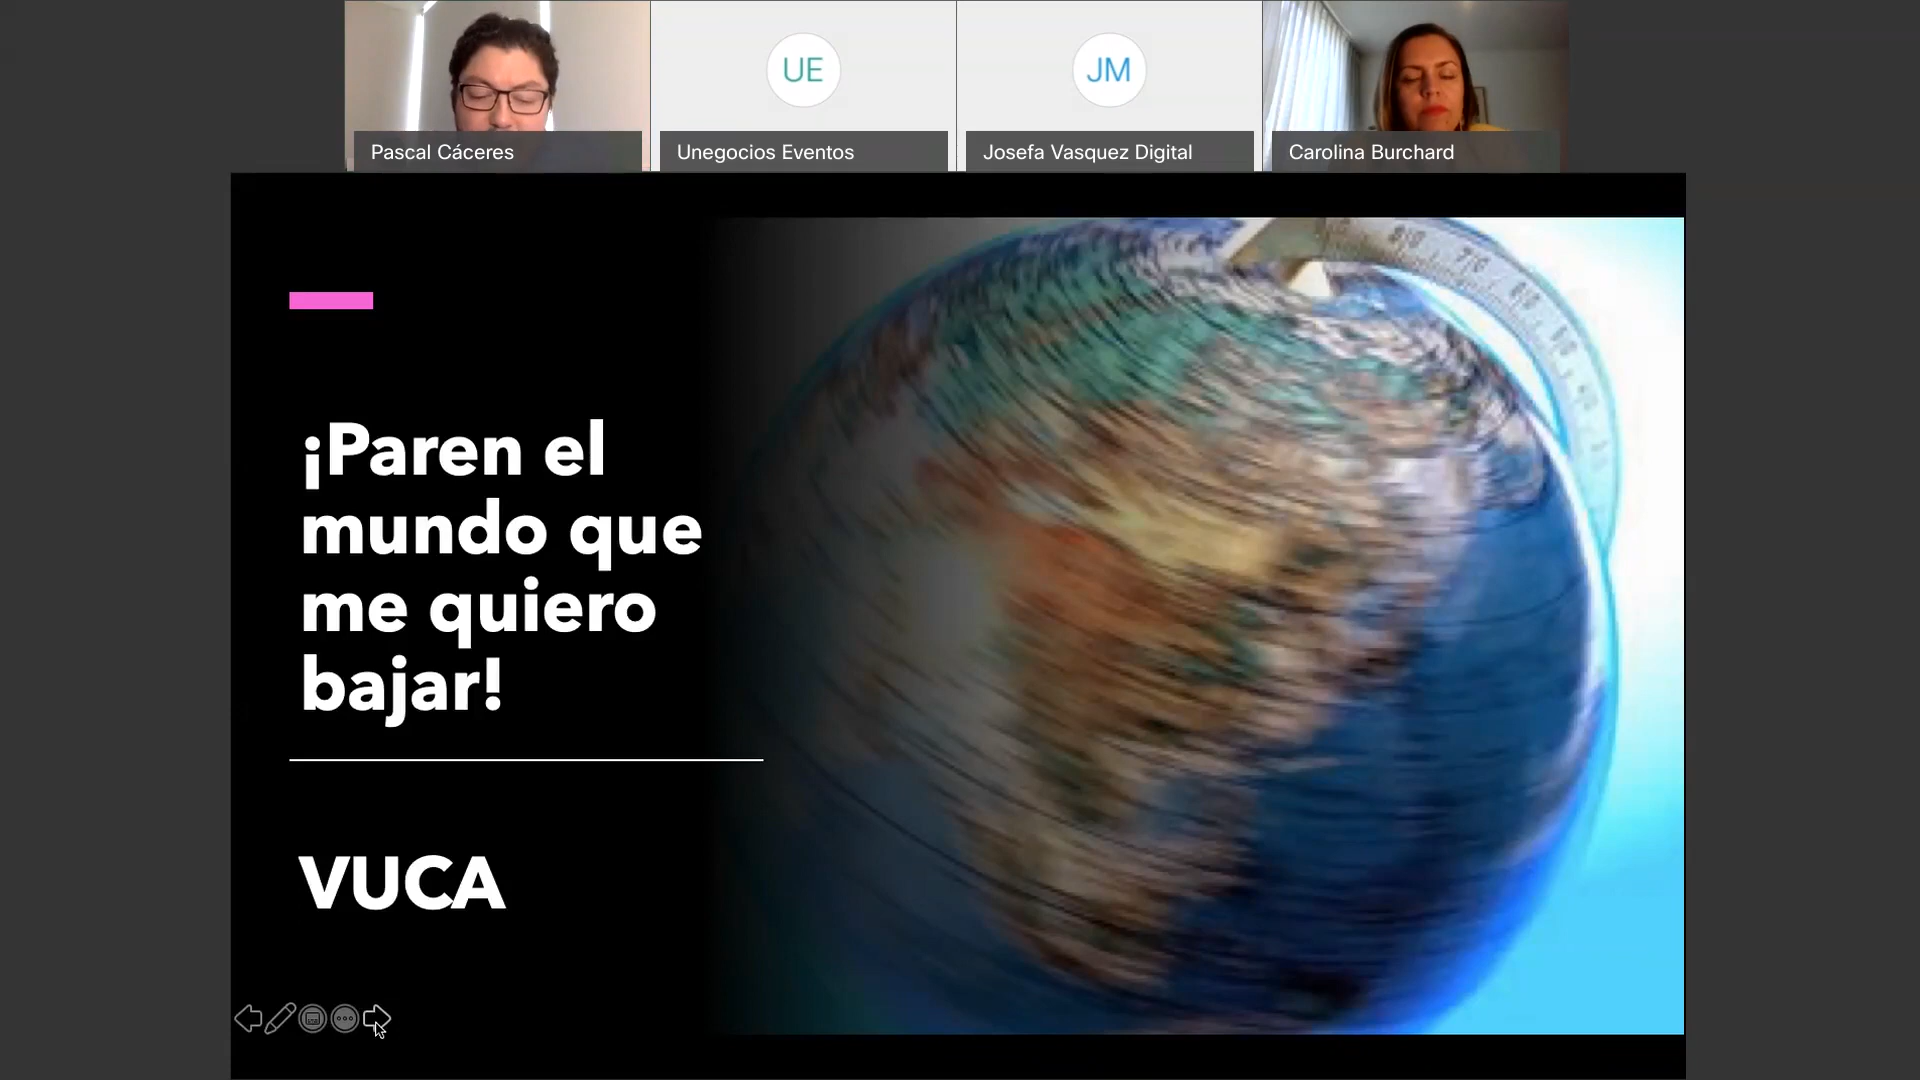 UE
JM
Pascal Cáceres
Unegocios Eventos
Josefa Vasquez Digital
Carolina Burchard
¡Paren el
mundo que
me quiero
bajar!
VUCA